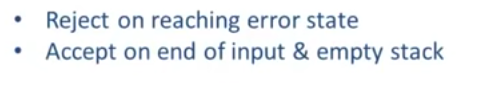 • Reject on reaching error state
• Accept on end of input & empty stack